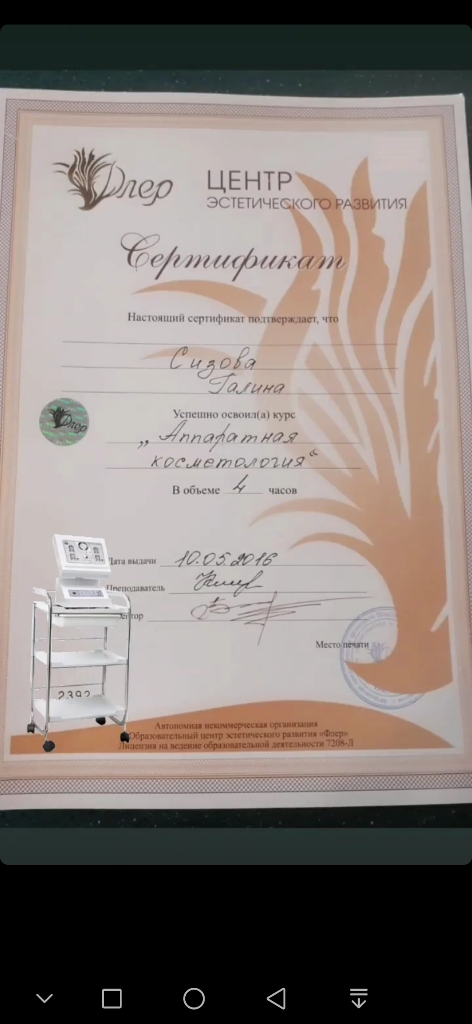 Флер
ЦЕНТР
ЭСТЕТИЧЕСКОГО РАЗВИТИЯ
Сертификат
Настоящий сертификат подтверждает, что
Сизова
Галина
Флер
Успешно освоил(а) курс
„Аппаратная
косметология“
В объеме 4 часов
Дата выдачи 10.05.2016
Преподаватель
Место печати
2392
Автономная некоммерческая организация
Образовательный центр эстетического развития «Флер»
Лицензия на ведение образовательной деятельности 7208-Л